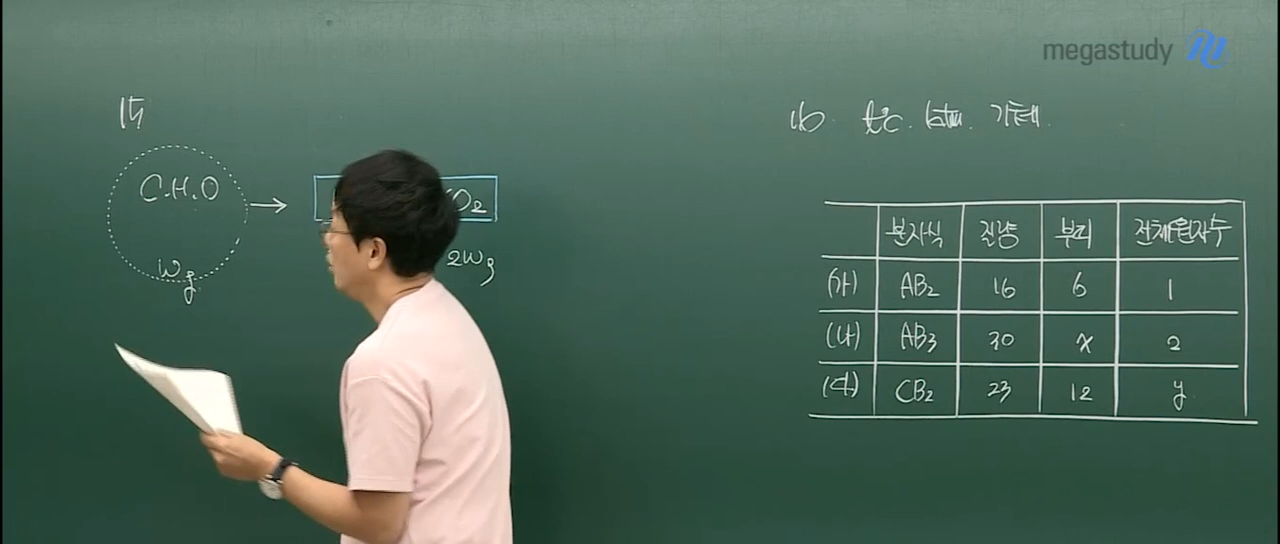 megastudy
15
C.H.O
wg
O2
2wg
16. t℃. 1atm. 기체.
분자식 질량 부피 전체원자수
(가) AB2 16 6 1
(나) AB3 30 x 2
(다) CB2 23 12 y